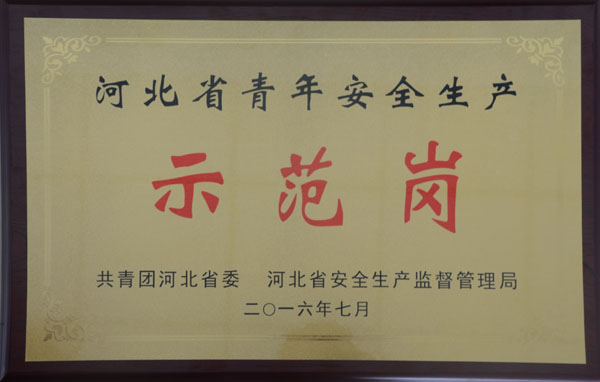 河北省青年安全生产
示范岗
共青团河北省委 河北省安全生产监督管理局
二〇一六年七月